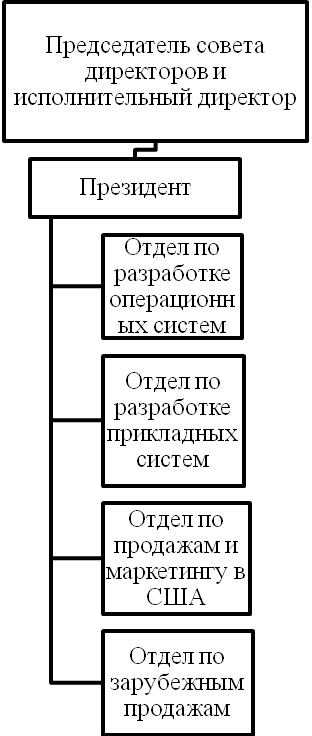 Председатель совета
директоров и
исполнительный директор
Президент
Отдел по
разработке
операционн
ых систем
Отдел по
разработке
прикладных
систем
Отдел по
продажам и
маркетингу в
США
Отдел по
зарубежным
продажам